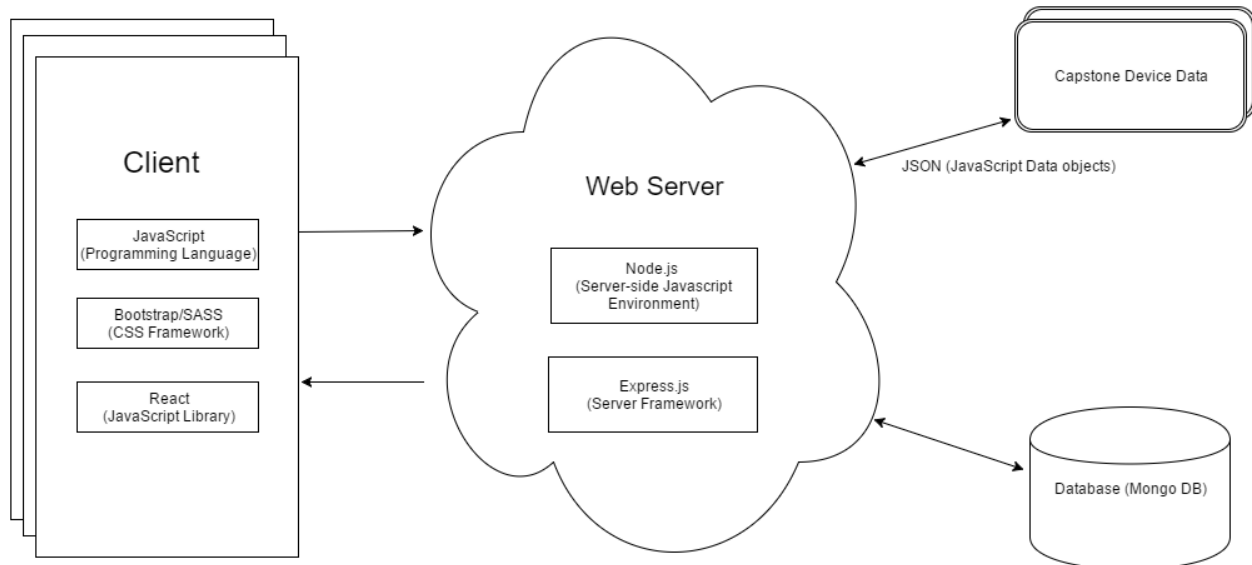 Client
JavaScript
(Programming Language)
Bootstrap/SASS
(CSS Framework)
React
(JavaScript Library)
Web Server
Node.js
(Server-side Javascript
Environment)
Express.js
(Server Framework)
Capstone Device Data
JSON (JavaScript Data objects)
Database (Mongo DB)